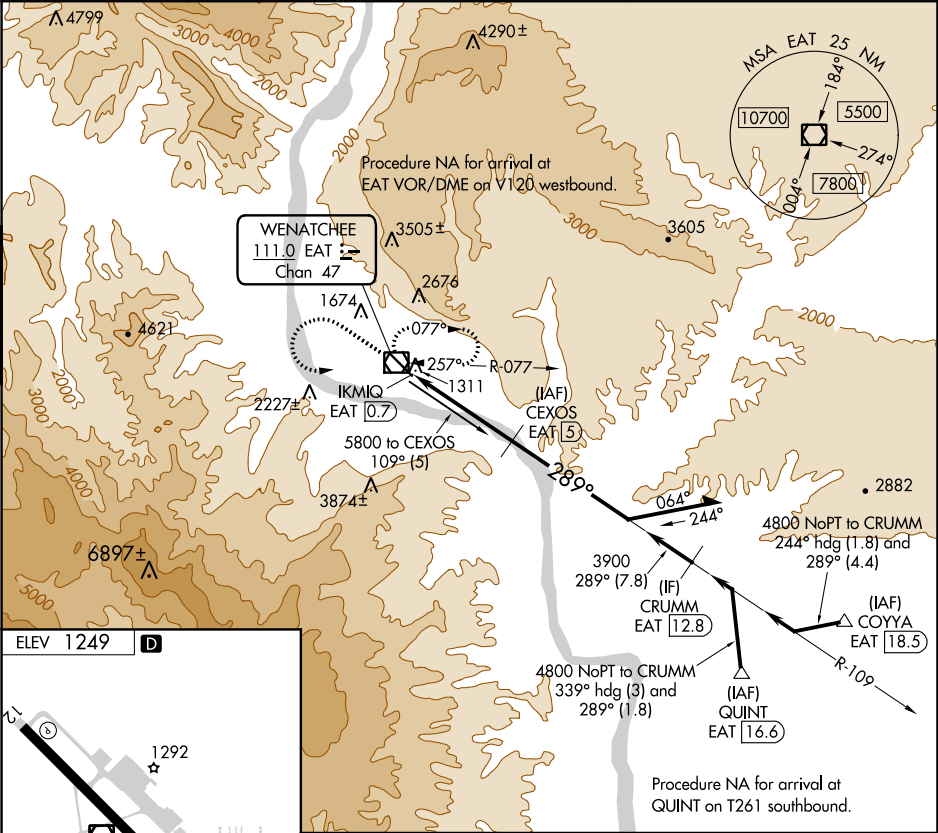 4799
3000
4000
2000
4290±
MSA EAT 25 NM
184°
10700
5500
274°
7800
004°
2000
Procedure NA for arrival at
EAT VOR/DME on V120 westbound.
3000
3605
WENATCHEE
111.0 EAT
Chan 47
3505±
2676
1674
2000
4621
077°
257°
R-077
1311
2000
3000
2227±
IKMIQ
EAT 0.7
(IAF)
CEXOS
EAT 5
5800 to CEXOS
109° (5)
289°
4000
3874±
064°
244°
2882
4800 NoPT to CRUMM
244° hdg (1.8) and
289° (4.4)
6897±
3900
289° (7.8)
5000
(IF)
CRUMM
EAT 12.8
(IAF)
COYYA
EAT 18.5
R-109
ELEV 1249 D
4800 NoPT to CRUMM
339° hdg (3) and
289° (1.8)
(IAF)
QUINT
EAT 16.6
12
P
1292
Procedure NA for arrival at
QUINT on T261 southbound.